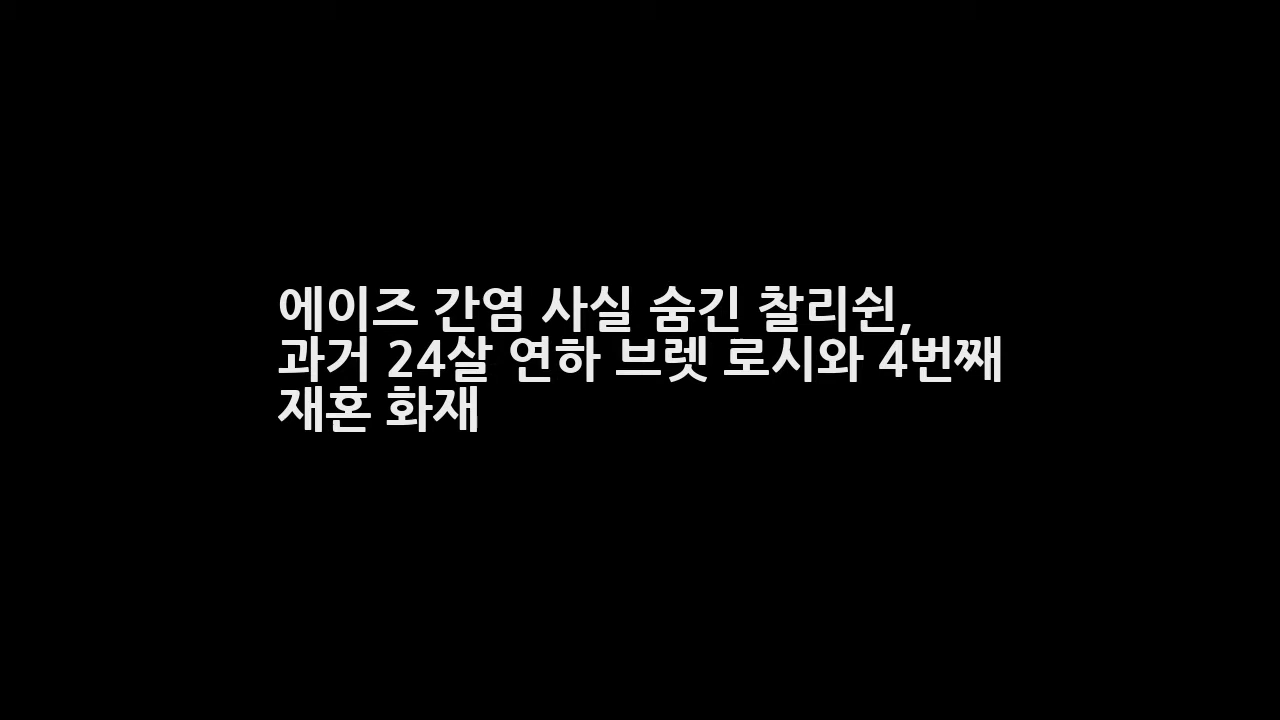 에이즈 간염 사실 숨긴 찰리쉰,
과거 24살 연하 브렛 로시와 4번째
재혼 화재